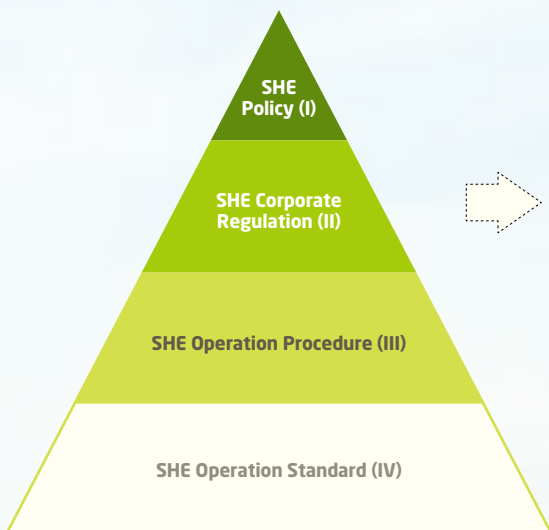 SHE
Policy (I)
SHE Corporate
Regulation (II)
SHE Operation Procedure (III)
SHE Operation Standard (IV)